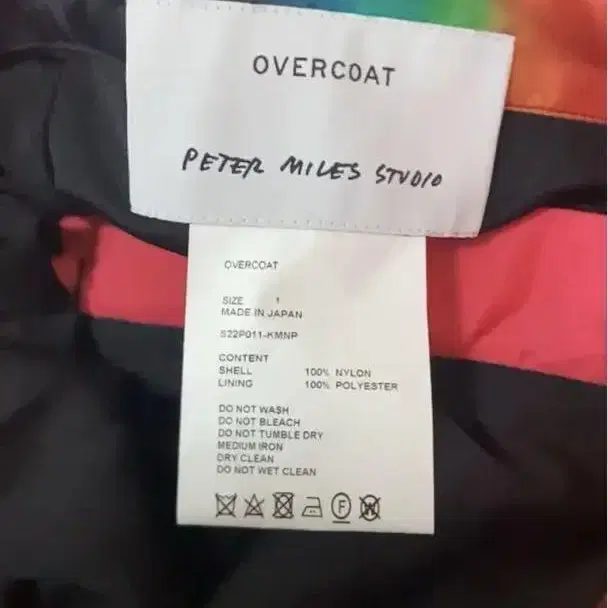 OVERCOAT
PETER MILES STUDIO
OVERCOAT
SIZE 1
MADE IN JAPAN
S22P011-KMNP
CONTENT
SHELL 100% NYLON
LINING 100% POLYESTER
DO NOT WASH
DO NOT BLEACH
DO NOT TUMBLE DRY
MEDIUM IRON
DRY CLEAN
DO NOT WET CLEAN
F W